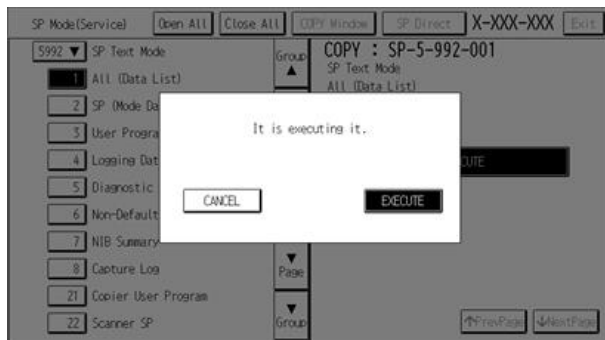 SP Mode(Service) Open All Close All COPY Window SP Direct X-XXX-XXX Exit
5992 ▼ SP Text Mode
1 All (Data List)
2 SP (Mode Da
3 User Progra
4 Logging Dat
5 Diagnostic
6 Non-Default
7 NIB Summary
8 Capture Log
21 Copier User Program
22 Scanner SP
Group
▲
▼
Page
▼
Group
COPY : SP-5-992-001
SP Text Mode
All (Data List)
It is executing it.
CANCEL EXECUTE
CUTE
↑PrevPage ↓NextPage